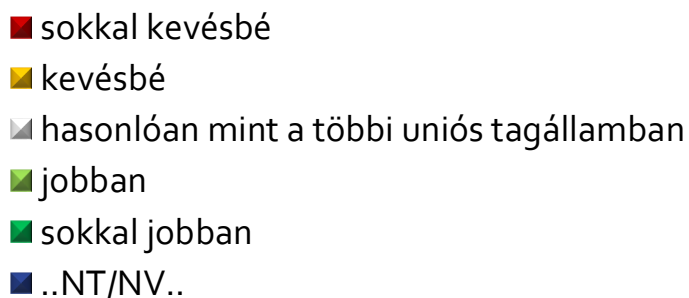 sokkal kevésbé
kevésbé
hasonlóan mint a többi uniós tagállamban
jobban
sokkal jobban
..NT/NV..